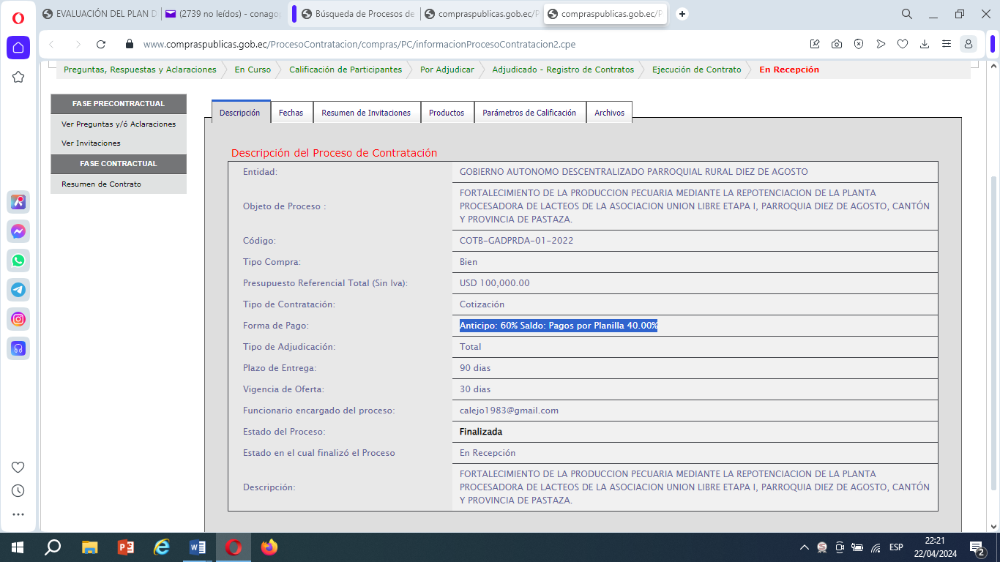 EVALUACIÓN DEL PLAN D
(2739 no leídos) - conago
Búsqueda de Procesos de
compraspublicas.gob.ec/P
compraspublicas.gob.ec/P
www.compraspublicas.gob.ec/ProcesoContratacion/compras/PC/informacionProcesoContratacion2.cpe
Preguntas, Respuestas y Aclaraciones
En Curso
Calificación de Participantes
Por Adjudicar
Adjudicado - Registro de Contratos
Ejecución de Contrato
En Recepción
FASE PRECONTRACTUAL
Ver Preguntas y/ó Aclaraciones
Ver Invitaciones
FASE CONTRACTUAL
Resumen de Contrato
Descripción
Fechas
Resumen de Invitaciones
Productos
Parámetros de Calificación
Archivos
Descripción del Proceso de Contratación
Entidad:
GOBIERNO AUTONOMO DESCENTRALIZADO PARROQUIAL RURAL DIEZ DE AGOSTO
Objeto de Proceso :
FORTALECIMIENTO DE LA PRODUCCION PECUARIA MEDIANTE LA REPOTENCIACION DE LA PLANTA
PROCESADORA DE LACTEOS DE LA ASOCIACION UNION LIBRE ETAPA I, PARROQUIA DIEZ DE AGOSTO, CANTÓN
Y PROVINCIA DE PASTAZA.
Código:
COTB-GADPRDA-01-2022
Tipo Compra:
Bien
Presupuesto Referencial Total (Sin Iva):
USD 100,000.00
Tipo de Contratación:
Cotización
Forma de Pago:
Anticipo: 60% Saldo: Pagos por Planilla 40.00%
Tipo de Adjudicación:
Total
Plazo de Entrega:
90 dias
Vigencia de Oferta:
30 dias
Funcionario encargado del proceso:
calejo1983@gmail.com
Estado del Proceso:
Finalizada
Estado en el cual finalizó el Proceso
En Recepción
Descripción:
FORTALECIMIENTO DE LA PRODUCCION PECUARIA MEDIANTE LA REPOTENCIACION DE LA PLANTA
PROCESADORA DE LACTEOS DE LA ASOCIACION UNION LIBRE ETAPA I, PARROQUIA DIEZ DE AGOSTO, CANTÓN
Y PROVINCIA DE PASTAZA.
ESP
22:21
22/04/2024
2